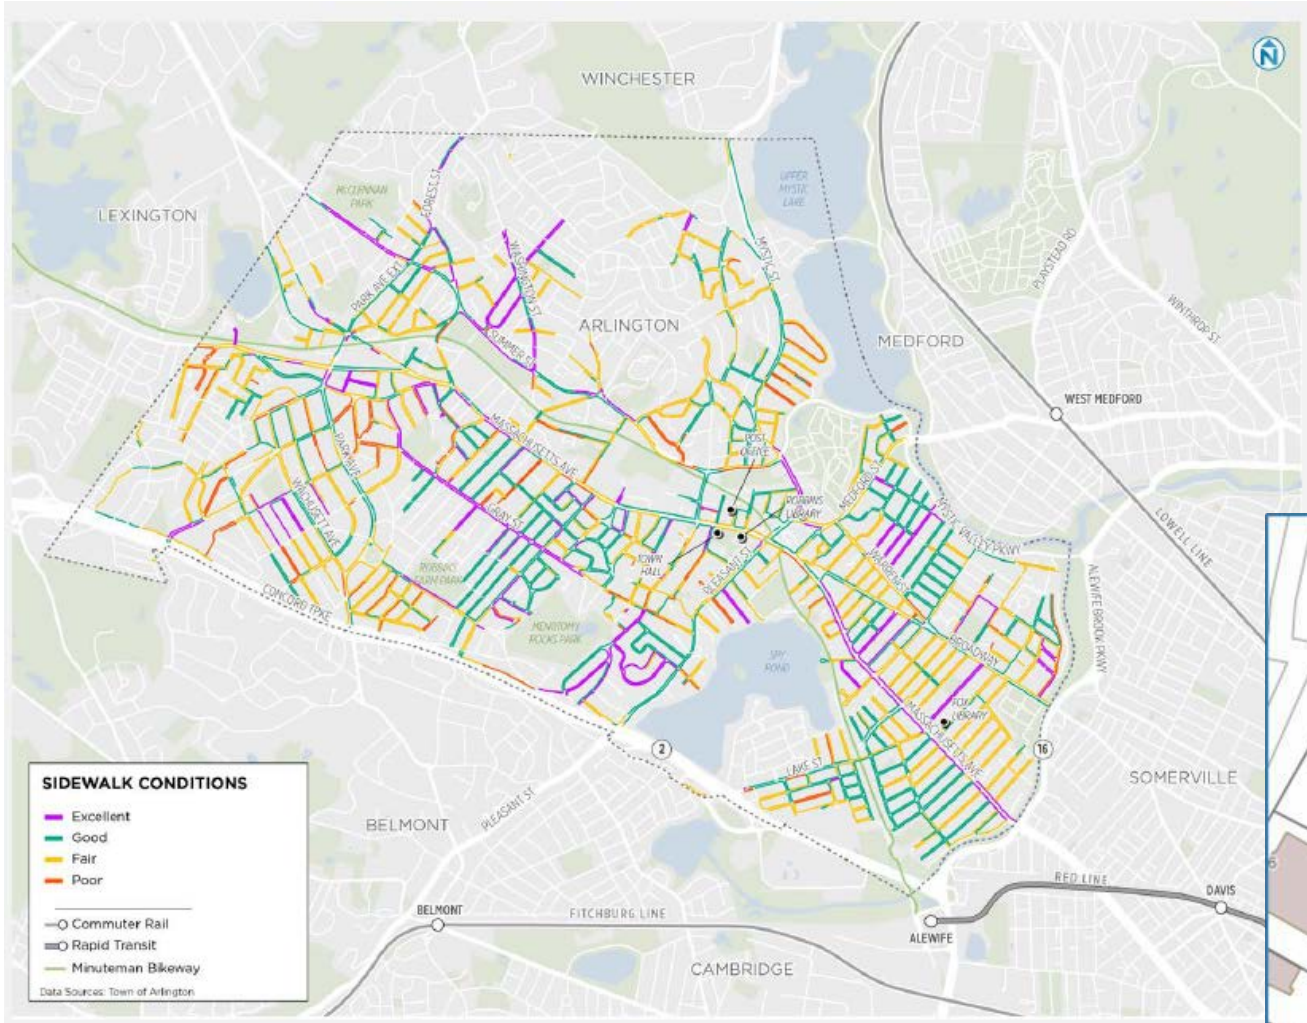 N
WINCHESTER
MCCLENNAN
PARK
FOREST ST
UPPER
MYSTIC
LAKE
LEXINGTON
PLAYSTEAD RD
MYSTIC ST
WASHINGTON ST
PARK AVE EXT
WINTHROP ST
ARLINGTON
SUMMER ST
MEDFORD
WEST MEDFORD
MASSACHUSETTS AVE
POST
OFFICE
PARK AVE
MEDFORD ST
WACHUSETT AVE
ROBBINS
LIBRARY
GRAY ST
MYSTIC VALLEY PKWY
LOWELL LINE
TOWN
HALL
PLEASANT ST
WARREN ST
ROBBINS
FARM PARK
ALEWIFE BROOK PKWY
CONCORD TPKE
MENOTOMY
ROCKS PARK
BROADWAY
SPY
POND
FOX
LIBRARY
MASSACHUSETTS AVE
2
16
LAKE ST
SOMERVILLE
SIDEWALK CONDITIONS
Excellent
Good
Fair
Poor
Commuter Rail
Rapid Transit
Minuteman Bikeway
Data Sources: Town of Arlington
BELMONT
PLEASANT ST
RED LINE
DAVIS
BELMONT
FITCHBURG LINE
ALEWIFE
CAMBRIDGE